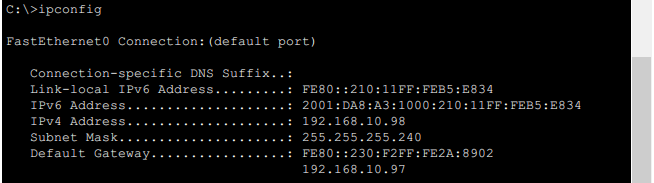 C:\>ipconfig
FastEthernet0 Connection:(default port)
Connection-specific DNS Suffix..:
Link-local IPv6 Address.........: FE80::210:11FF:FEB5:E834
IPv6 Address....................: 2001:DA8:A3:1000:210:11FF:FEB5:E834
IPv4 Address....................: 192.168.10.98
Subnet Mask.....................: 255.255.255.240
Default Gateway.................: FE80::230:F2FF:FE2A:8902
192.168.10.97